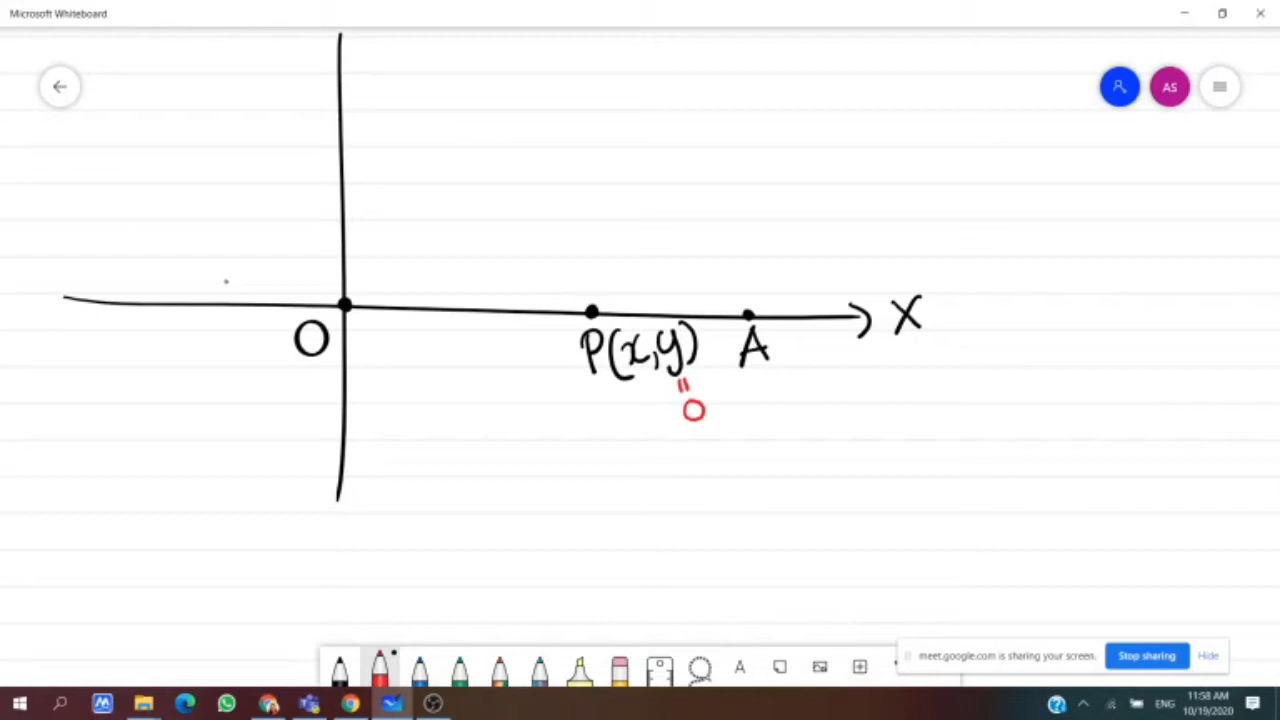 Microsoft Whiteboard
AS
X
O
P(x,y)
A
"
0
A
meet.google.com is sharing your screen.
Stop sharing
Hide
ENG
11:58 AM
10/19/2020